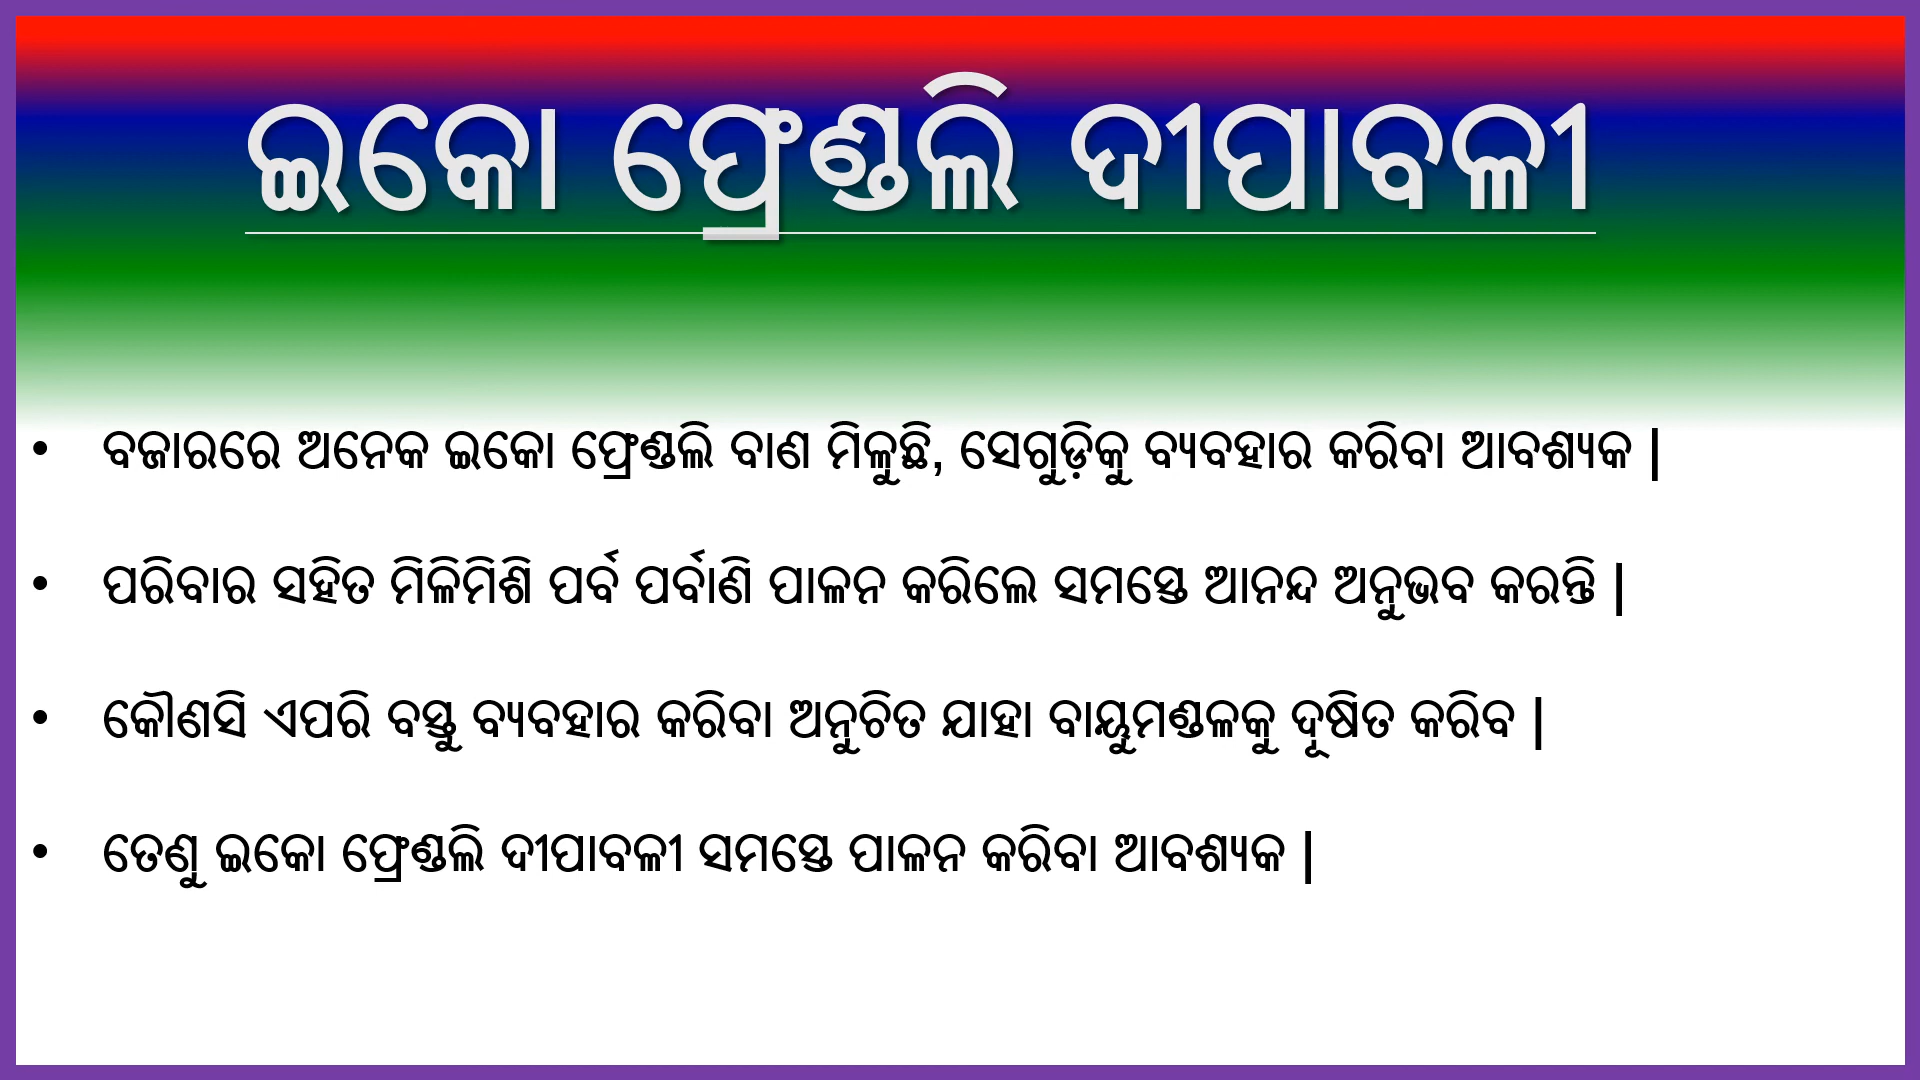 ଇକୋ ଫ୍ରେଣ୍ଡଲି ଦୀପାବଳୀ
• ବଜାରରେ ଅନେକ ଇକୋ ଫ୍ରେଣ୍ଡଲି ବାଣ ମିଳୁଛି, ସେଗୁଡ଼ିକୁ ବ୍ୟବହାର କରିବା ଆବଶ୍ୟକ |
• ପରିବାର ସହିତ ମିଳିମିଶି ପର୍ବ ପର୍ବାଣି ପାଳନ କରିଲେ ସମସ୍ତେ ଆନନ୍ଦ ଅନୁଭବ କରନ୍ତି |
• କୌଣସି ଏପରି ବସ୍ତୁ ବ୍ୟବହାର କରିବା ଅନୁଚିତ ଯାହା ବାୟୁମଣ୍ଡଳକୁ ଦୂଷିତ କରିବ |
• ତେଣୁ ଇକୋ ଫ୍ରେଣ୍ଡଲି ଦୀପାବଳୀ ସମସ୍ତେ ପାଳନ କରିବା ଆବଶ୍ୟକ |